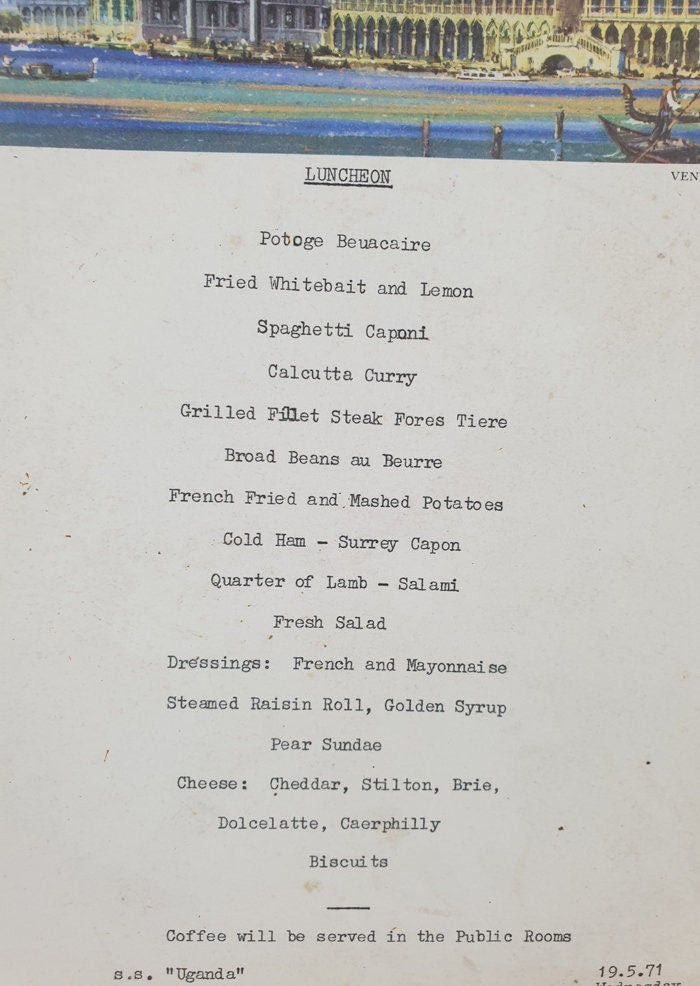 LUNCHEON
VEN
Potoge Beuacaire
Fried Whitebait and Lemon
Spaghetti Caponi
Calcutta Curry
Grilled Fillet Steak Fores Tiere
Broad Beans au Beurre
French Fried and Mashed Potatoes
Cold Ham - Surrey Capon
Quarter of Lamb - Salami
Fresh Salad
Dressings: French and Mayonnaise
Steamed Raisin Roll, Golden Syrup
Pear Sundae
Cheese: Cheddar, Stilton, Brie,
Dolcelatte, Caerphilly
Biscuits
Coffee will be served in the Public Rooms
s.s. "Uganda"
19.5.71
Wednesday